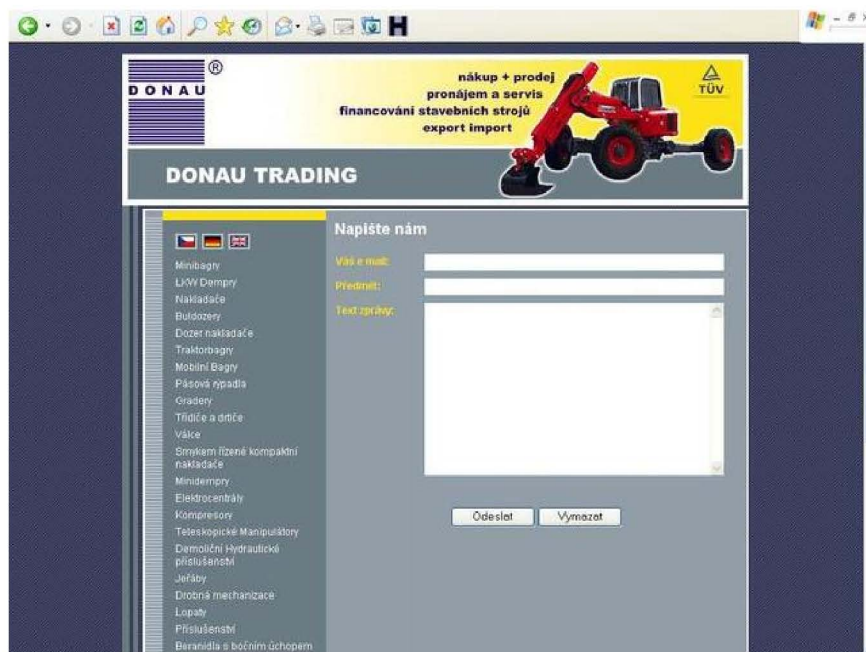 DONAU ®
nákup + prodej
pronájem a servis
financování stavebních strojů
export import
TÜV
DONAU TRADING
Napište nám
Váš e mail:
Předmět:
Text zprávy:
Odeslat
Vymazat
Minibagry
LKW Dempry
Nakladače
Buldozery
Dozer nakladače
Traktorbagry
Mobilní Bagry
Pásová rýpadla
Gradery
Třídiče a drtiče
Válce
Smykem řízené kompaktní
nakladače
Minidempry
Elektrocentrály
Kompresory
Teleskopické Manipulátory
Demoliční Hydraulické
příslušenství
Jeřáby
Drobná mechanizace
Lopaty
Příslušenství
Beranidla s bočním úchopem